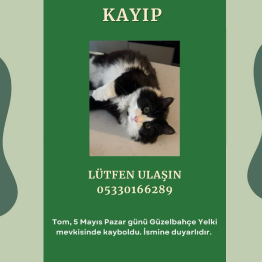 KAYIP
LÜTFEN ULAŞIN
05330166289
Tom, 5 Mayıs Pazar günü Güzelbahçe Yelki
mevkisinde kayboldu. İsmine duyarlıdır.